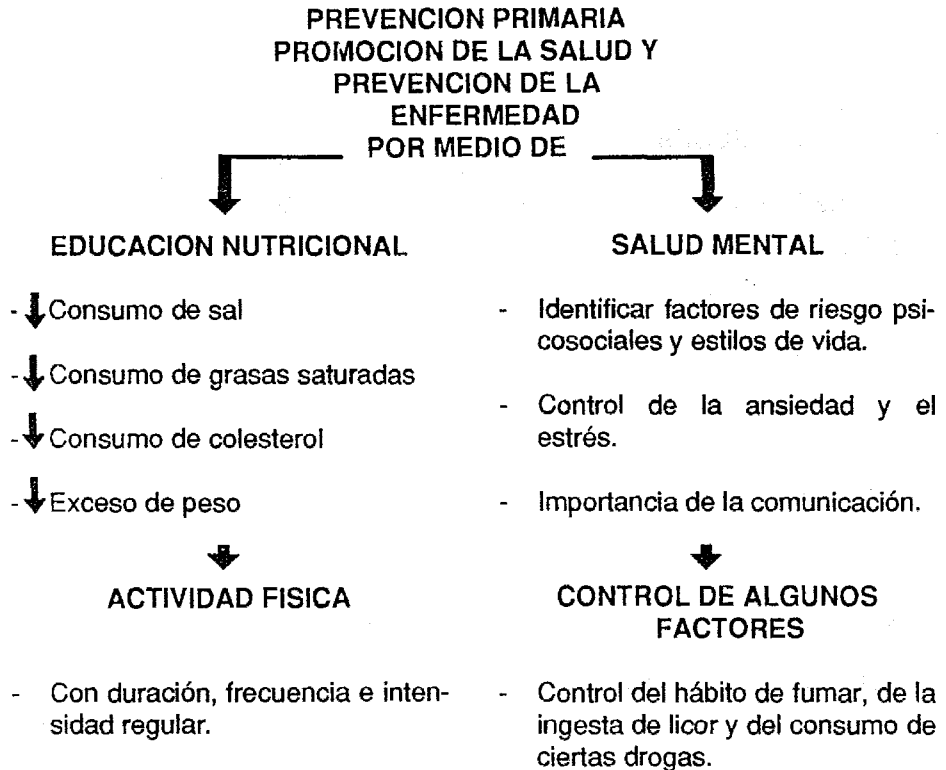 PREVENCION PRIMARIA
PROMOCION DE LA SALUD Y
PREVENCION DE LA
ENFERMEDAD
POR MEDIO DE
EDUCACION NUTRICIONAL
- Consumo de sal
- Consumo de grasas saturadas
- Consumo de colesterol
- Exceso de peso
ACTIVIDAD FISICA
- Con duración, frecuencia e inten-
sidad regular.
SALUD MENTAL
- Identificar factores de riesgo psi-
cosociales y estilos de vida.
- Control de la ansiedad y el
estrés.
- Importancia de la comunicación.
CONTROL DE ALGUNOS
FACTORES
- Control del hábito de fumar, de la
ingesta de licor y del consumo de
ciertas drogas.